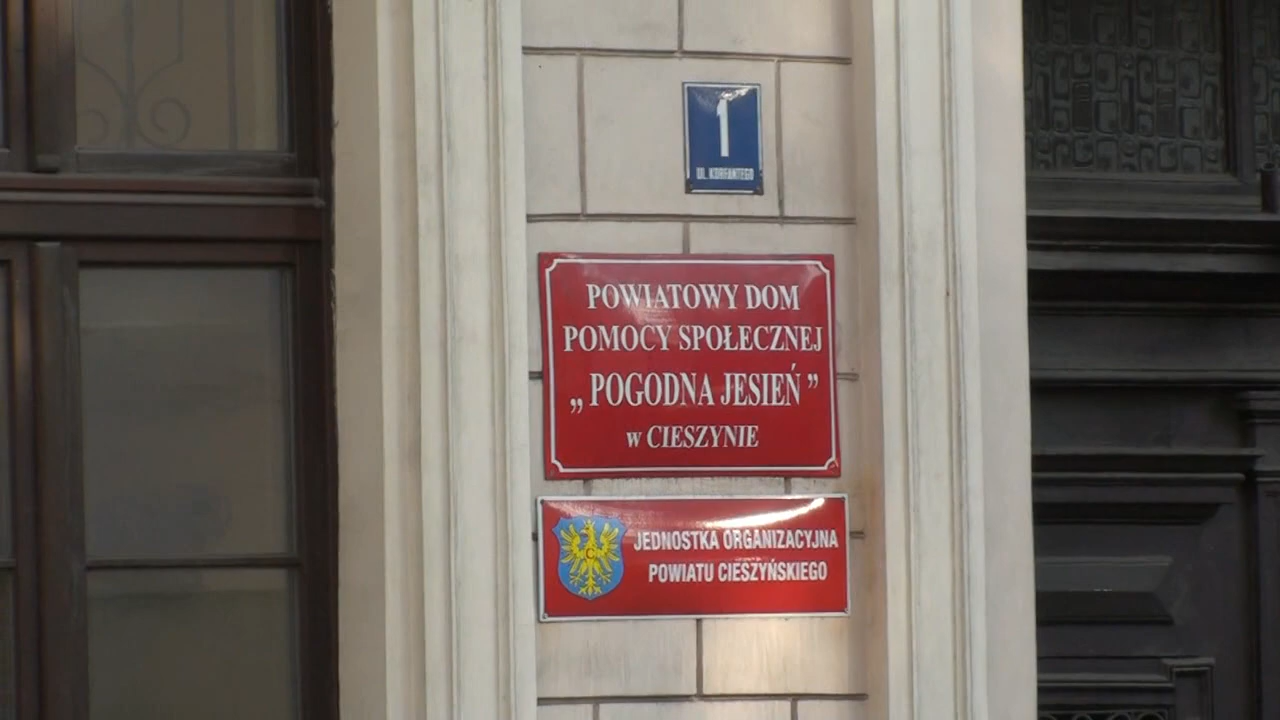 1
UL. KORFANTEGO
POWIATOWY DOM
POMOCY SPOŁECZNEJ
„ POGODNA JESIEŃ ”
w CIESZYNIE
C
JEDNOSTKA ORGANIZACYJNA
POWIATU CIESZYŃSKIEGO